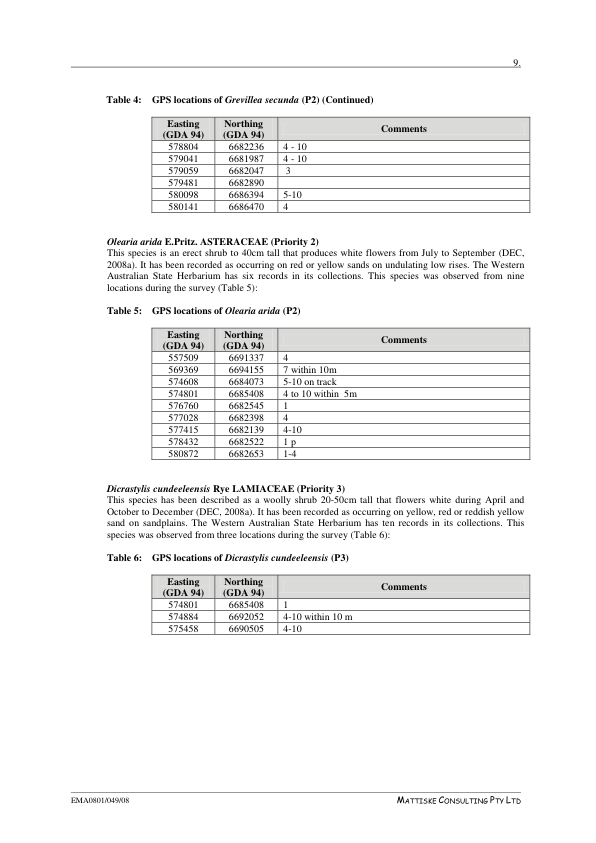 9.
Table 4: GPS locations of Grevillea secunda (P2) (Continued)
Easting (GDA 94) Northing (GDA 94) Comments
578804 6682236 4 - 10
579041 6681987 4 - 10
579059 6682047 3
579481 6682890
580098 6686394 5-10
580141 6686470 4
Olearia arida E.Pritz. ASTERACEAE (Priority 2)
This species is an erect shrub to 40cm tall that produces white flowers from July to September (DEC,
2008a). It has been recorded as occurring on red or yellow sands on undulating low rises. The Western
Australian State Herbarium has six records in its collections. This species was observed from nine
locations during the survey (Table 5):
Table 5: GPS locations of Olearia arida (P2)
Easting (GDA 94) Northing (GDA 94) Comments
557509 6691337 4
569369 6694155 7 within 10m
574608 6684073 5-10 on track
574801 6685408 4 to 10 within 5m
576760 6682545 1
577028 6682398 4
577415 6682139 4-10
578432 6682522 1 p
580872 6682653 1-4
Dicrastylis cundeeleensis Rye LAMIACEAE (Priority 3)
This species has been described as a woolly shrub 20-50cm tall that flowers white during April and
October to December (DEC, 2008a). It has been recorded as occurring on yellow, red or reddish yellow
sand on sandplains. The Western Australian State Herbarium has ten records in its collections. This
species was observed from three locations during the survey (Table 6):
Table 6: GPS locations of Dicrastylis cundeeleensis (P3)
Easting (GDA 94) Northing (GDA 94) Comments
574801 6685408 1
574884 6692052 4-10 within 10 m
575458 6690505 4-10
EMA0801/049/08 MATTISKE CONSULTING PTY LTD